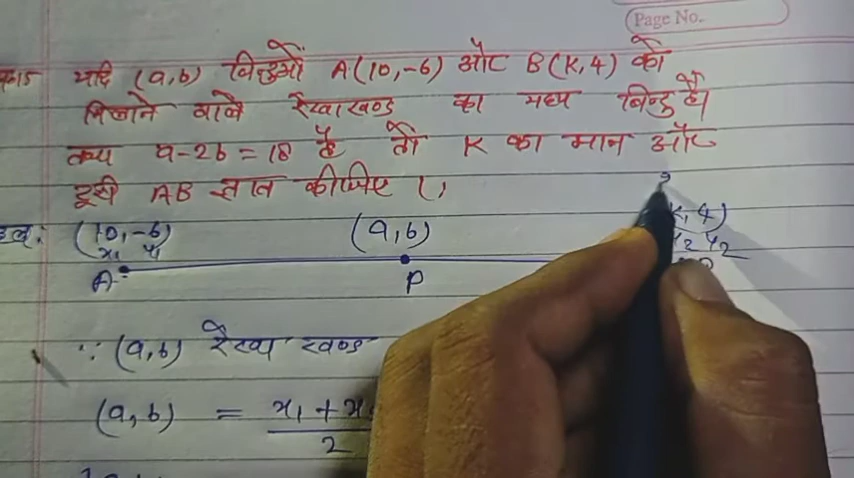 Page No.
यदि (a,b) बिन्दुओं A(10,-6) और B(K,4) को
मिलाने वाले रेखाखण्ड का मध्य बिन्दु है
तथा a-2b=18 है तो K का मान और
दूरी AB ज्ञात कीजिए ।
हल: (10,-6) (a,b) K,4)
x₁ y₁ y₂
A P
∵ (a,b) रेखा खण्ड
(a,b) = x₁ + x
2